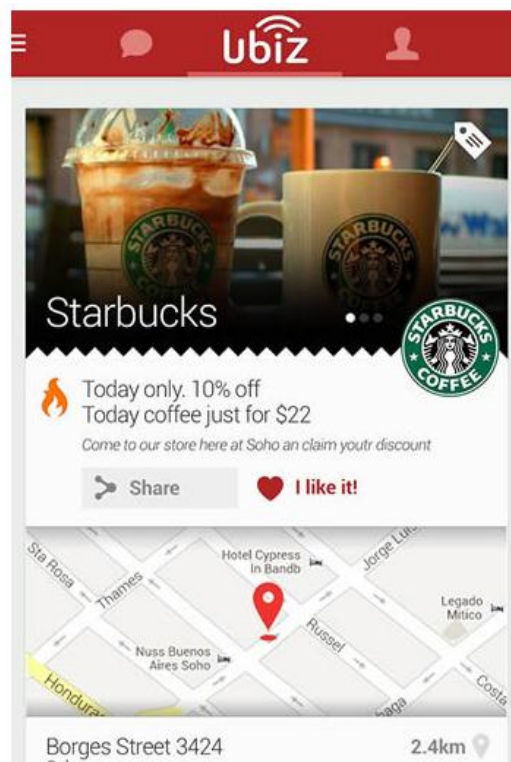 Ubiz
STARBUCKS
STARBUCKS
Starbucks
STARBUCKS
COFFEE
Today only. 10% off
Today coffee just for $22
Come to our store here at Soho an claim youtr discount
Share
I like it!
Sta Rosa
Thames
Hotel Cypress
In Bandb
Jorge Luis
Legado
Mitico
Russel
Nuss Buenos
Aires Soho
Honduras
Costa
Borges Street 3424
2.4km